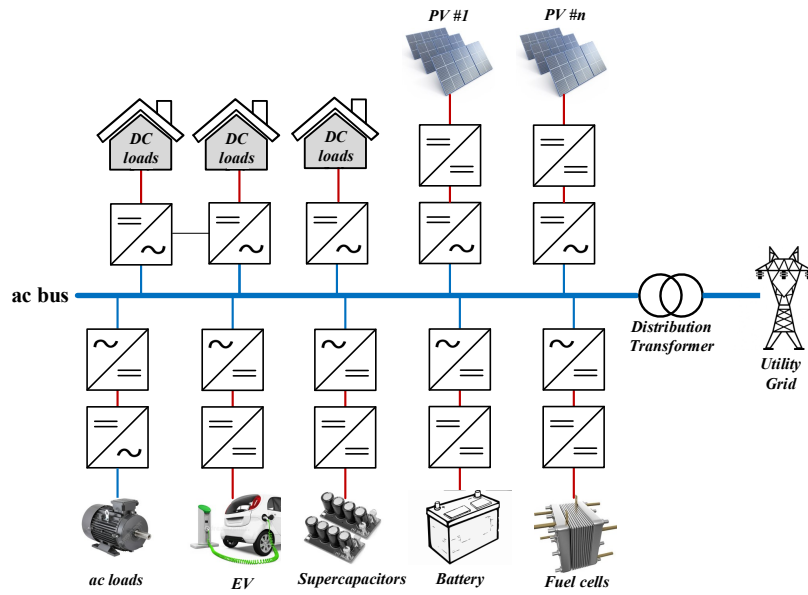 PV #1
PV #n
DC
loads
DC
loads
DC
loads
ac bus
Distribution
Transformer
Utility
Grid
ac loads
EV
Supercapacitors
Battery
Fuel cells